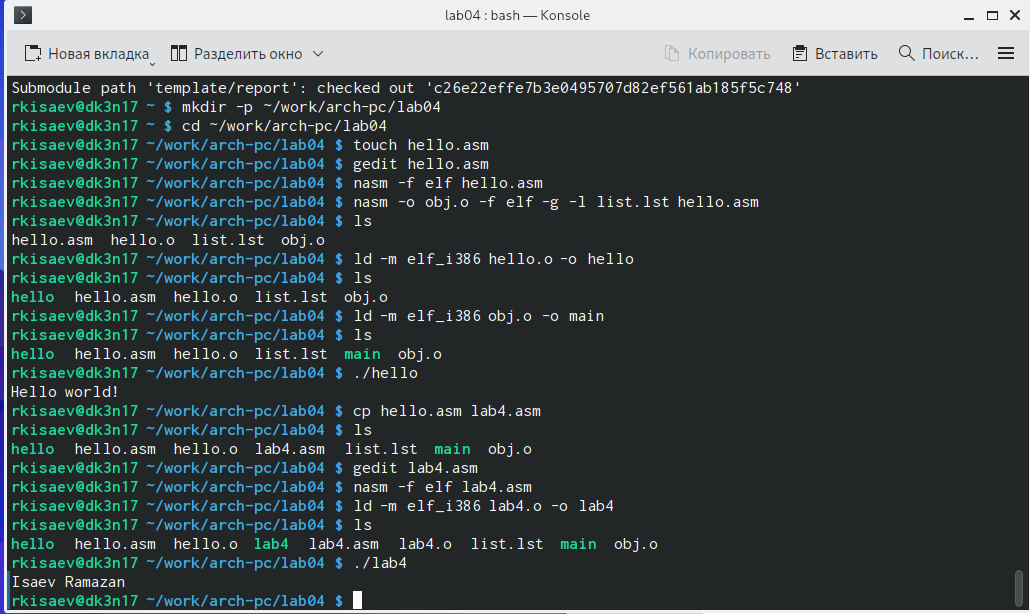 lab04 : bash — Konsole
Новая вкладка
Разделить окно
Копировать
Вставить
Поиск...
Submodule path 'template/report': checked out 'c26e22effe7b3e0495707d82ef561ab185f5c748'
rkisaev@dk3n17 ~ $ mkdir -p ~/work/arch-pc/lab04
rkisaev@dk3n17 ~ $ cd ~/work/arch-pc/lab04
rkisaev@dk3n17 ~/work/arch-pc/lab04 $ touch hello.asm
rkisaev@dk3n17 ~/work/arch-pc/lab04 $ gedit hello.asm
rkisaev@dk3n17 ~/work/arch-pc/lab04 $ nasm -f elf hello.asm
rkisaev@dk3n17 ~/work/arch-pc/lab04 $ nasm -o obj.o -f elf -g -l list.lst hello.asm
rkisaev@dk3n17 ~/work/arch-pc/lab04 $ ls
hello.asm hello.o list.lst obj.o
rkisaev@dk3n17 ~/work/arch-pc/lab04 $ ld -m elf_i386 hello.o -o hello
rkisaev@dk3n17 ~/work/arch-pc/lab04 $ ls
hello hello.asm hello.o list.lst obj.o
rkisaev@dk3n17 ~/work/arch-pc/lab04 $ ld -m elf_i386 obj.o -o main
rkisaev@dk3n17 ~/work/arch-pc/lab04 $ ls
hello hello.asm hello.o list.lst main obj.o
rkisaev@dk3n17 ~/work/arch-pc/lab04 $ ./hello
Hello world!
rkisaev@dk3n17 ~/work/arch-pc/lab04 $ cp hello.asm lab4.asm
rkisaev@dk3n17 ~/work/arch-pc/lab04 $ ls
hello hello.asm hello.o lab4.asm list.lst main obj.o
rkisaev@dk3n17 ~/work/arch-pc/lab04 $ gedit lab4.asm
rkisaev@dk3n17 ~/work/arch-pc/lab04 $ nasm -f elf lab4.asm
rkisaev@dk3n17 ~/work/arch-pc/lab04 $ ld -m elf_i386 lab4.o -o lab4
rkisaev@dk3n17 ~/work/arch-pc/lab04 $ ls
hello hello.asm hello.o lab4 lab4.asm lab4.o list.lst main obj.o
rkisaev@dk3n17 ~/work/arch-pc/lab04 $ ./lab4
Isaev Ramazan
rkisaev@dk3n17 ~/work/arch-pc/lab04 $